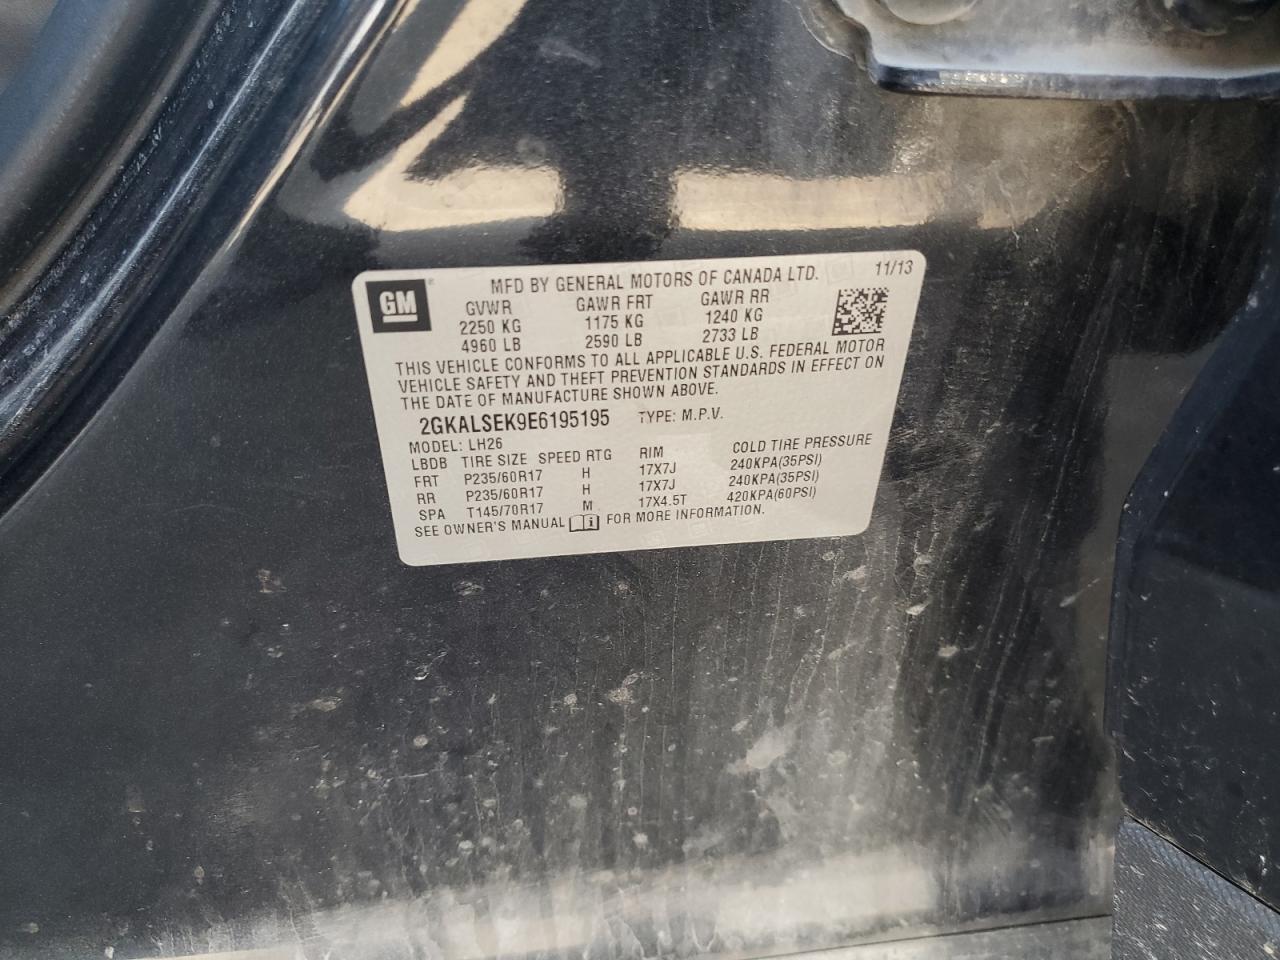 GM
MFD BY GENERAL MOTORS OF CANADA LTD. 11/13
GVWR GAWR FRT GAWR RR
2250 KG 1175 KG 1240 KG
4960 LB 2590 LB 2733 LB
THIS VEHICLE CONFORMS TO ALL APPLICABLE U.S. FEDERAL MOTOR
VEHICLE SAFETY AND THEFT PREVENTION STANDARDS IN EFFECT ON
THE DATE OF MANUFACTURE SHOWN ABOVE.
2GKALSEK9E6195195 TYPE: M.P.V.
MODEL: LH26
LBDB TIRE SIZE SPEED RTG RIM COLD TIRE PRESSURE
FRT P235/60R17 H 17X7J 240KPA(35PSI)
RR P235/60R17 H 17X7J 240KPA(35PSI)
SPA T145/70R17 M 17X4.5T 420KPA(60PSI)
SEE OWNER'S MANUAL i FOR MORE INFORMATION.